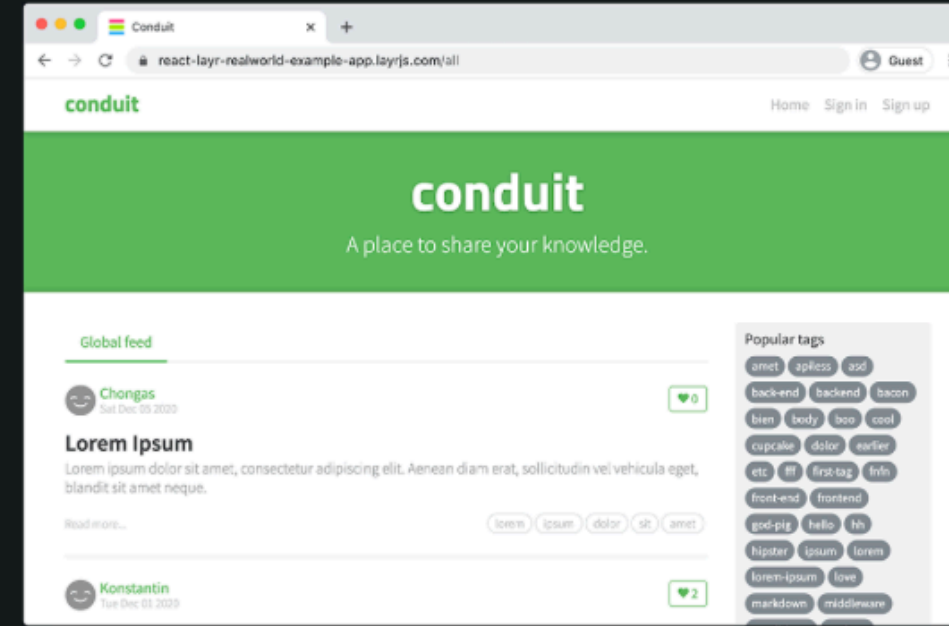 Conduit
react-layr-realworld-example-app.layrjs.com/all
Guest
conduit
Home Sign in Sign up
conduit
A place to share your knowledge.
Global feed
Chongas
Sat Dec 05 2020
0
Lorem Ipsum
Lorem ipsum dolor sit amet, consectetur adipiscing elit. Aenean diam erat, sollicitudin vel vehicula eget,
blandit sit amet neque.
Read more...
lorem ipsum dolor sit amet
Konstantin
Tue Dec 01 2020
2
Popular tags
amet apiless asd
back-end backend bacon
bien body boo cool
cupcake dolor earlier
etc fff first-tag fnfn
front-end frontend
god-pig hello hh
hipster ipsum lorem
lorem-ipsum love
markdown middleware